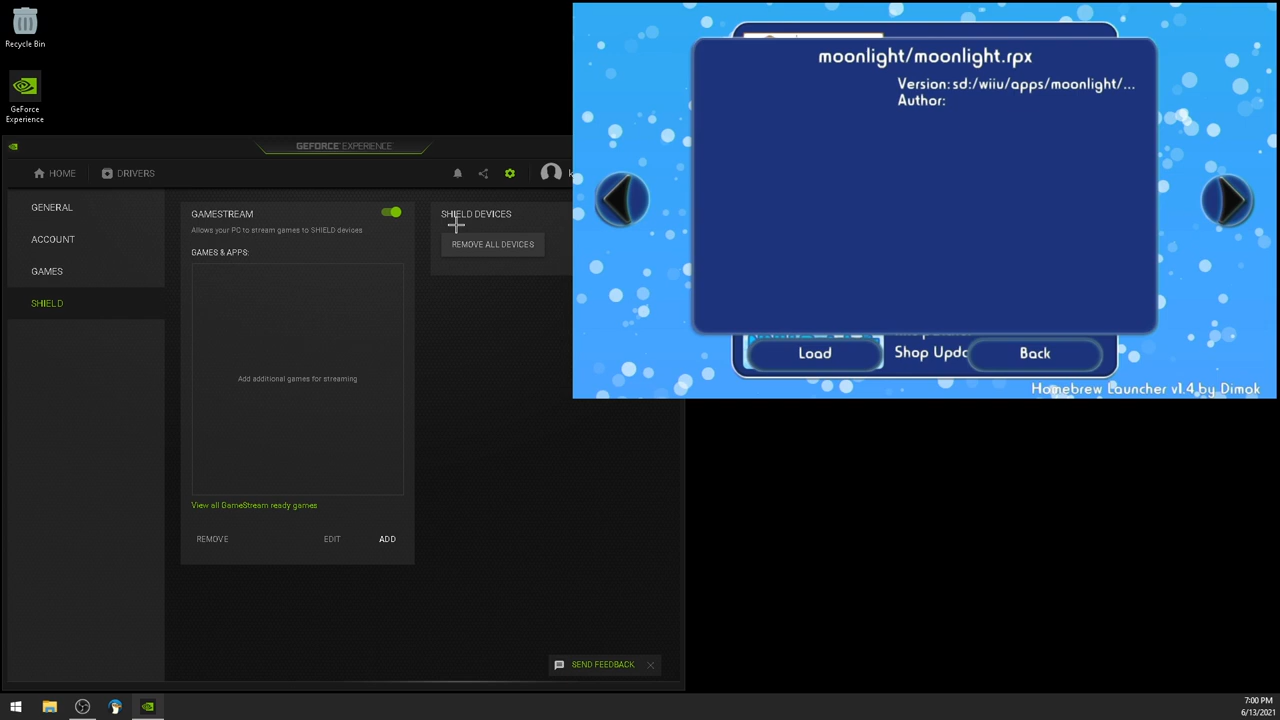 Recycle Bin
GeForce
Experience
GEFORCE EXPERIENCE
HOME
DRIVERS
GENERAL
ACCOUNT
GAMES
SHIELD
GAMESTREAM
Allows your PC to stream games to SHIELD devices
GAMES & APPS:
Add additional games for streaming
View all GameStream ready games
REMOVE
EDIT
ADD
SHIELD DEVICES
REMOVE ALL DEVICES
SEND FEEDBACK
moonlight/moonlight.rpx
Version: sd:/wiiu/apps/moonlight/...
Author:
Load
Shop Upda
Back
Homebrew Launcher v1.4 by Dimok
7:00 PM
6/13/2021